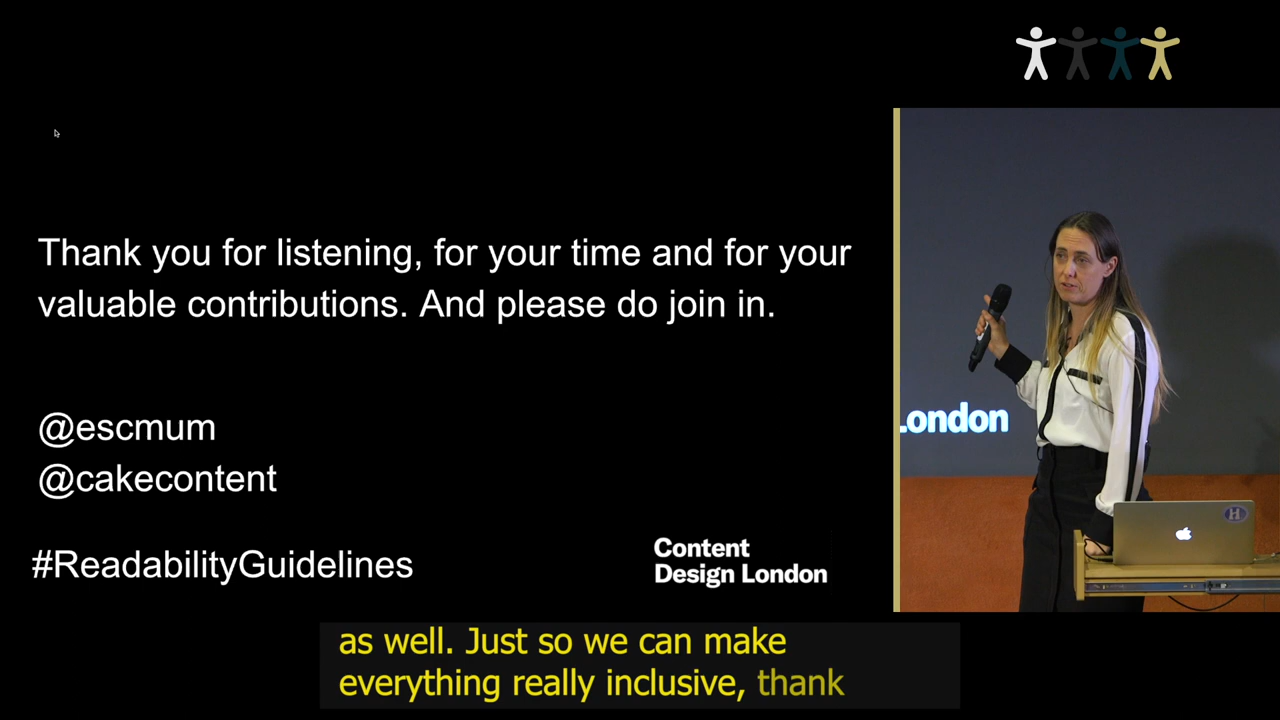 Thank you for listening, for your time and for your
valuable contributions. And please do join in.
@escmum
@cakecontent
#ReadabilityGuidelines
Content
Design London
London
H
as well. Just so we can make
everything really inclusive, thank